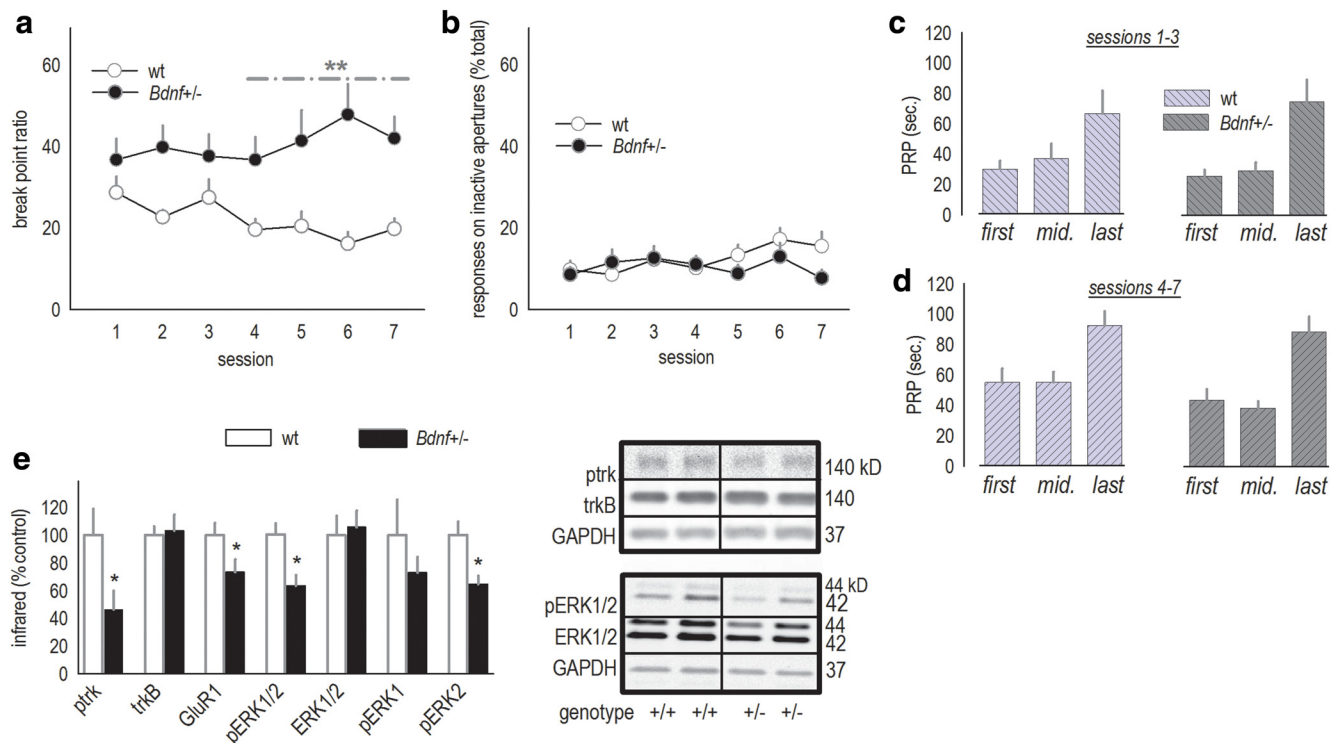 a
break point ratio
60
40
20
0
wt
Bdnf+/-
**
1 2 3 4 5 6 7
session
b
responses on inactive apertures (% total)
60
40
20
0
wt
Bdnf+/-
1 2 3 4 5 6 7
session
c
sessions 1-3
PRP (sec.)
120
100
80
60
40
20
0
wt
Bdnf+/-
first mid. last first mid. last
d
sessions 4-7
PRP (sec.)
120
100
80
60
40
20
0
first mid. last first mid. last
e
wt Bdnf+/-
infrared (% control)
120
100
80
60
40
20
0
* * * *
ptrk trkB GluR1 pERK1/2 ERK1/2 pERK1 pERK2
ptrk 140 kD
trkB 140
GAPDH 37
44 kD
pERK1/2 42
44
ERK1/2
42
GAPDH 37
genotype +/+ +/+ +/- +/-